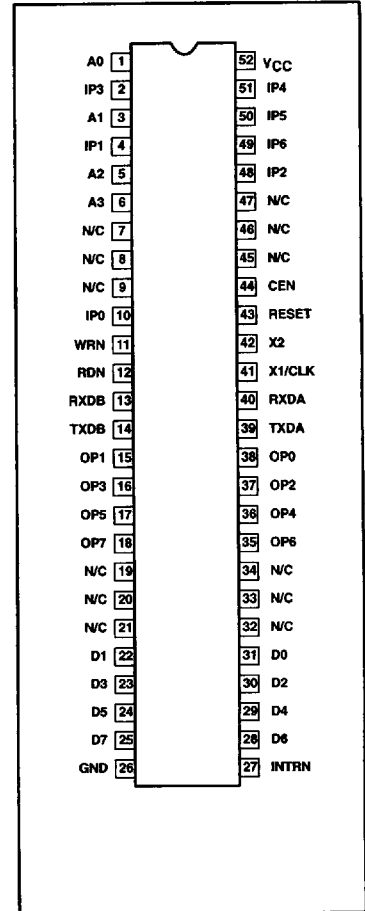 A0 1 52 VCC
IP3 2 51 IP4
A1 3 50 IP5
IP1 4 49 IP6
A2 5 48 IP2
A3 6 47 N/C
N/C 7 46 N/C
N/C 8 45 N/C
N/C 9 44 CEN
IP0 10 43 RESET
WRN 11 42 X2
RDN 12 41 X1/CLK
RXDB 13 40 RXDA
TXDB 14 39 TXDA
OP1 15 38 OP0
OP3 16 37 OP2
OP5 17 36 OP4
OP7 18 35 OP6
N/C 19 34 N/C
N/C 20 33 N/C
N/C 21 32 N/C
D1 22 31 D0
D3 23 30 D2
D5 24 29 D4
D7 25 28 D6
GND 26 27 INTRN